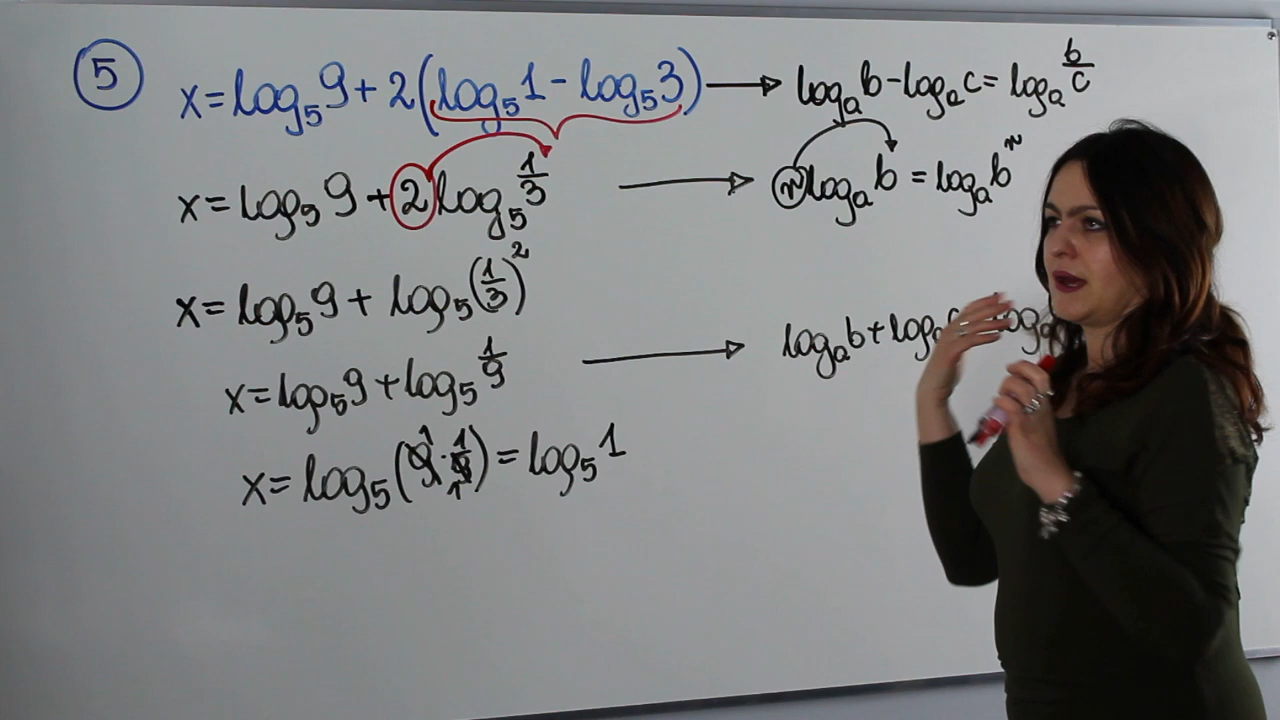 5 x=log₅9+2(log₅1-log₅3) → logₐb-logₐc=logₐ b/c
x=log₅9+2log₅ 1/3 → n logₐb=logₐbⁿ
x=log₅9+log₅(1/3)²
x=log₅9+log₅ 1/9 → logₐb+logₐ
x=log₅(9·1/9)=log₅1